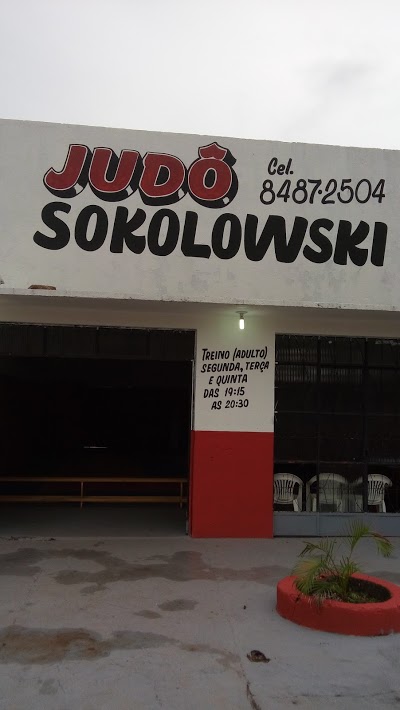 JUDÔ
Cel.
8487-2504
SOKOLOWSKI
TREINO (ADULTO)
SEGUNDA, TERÇA
E QUINTA
DAS 19:15
AS 20:30